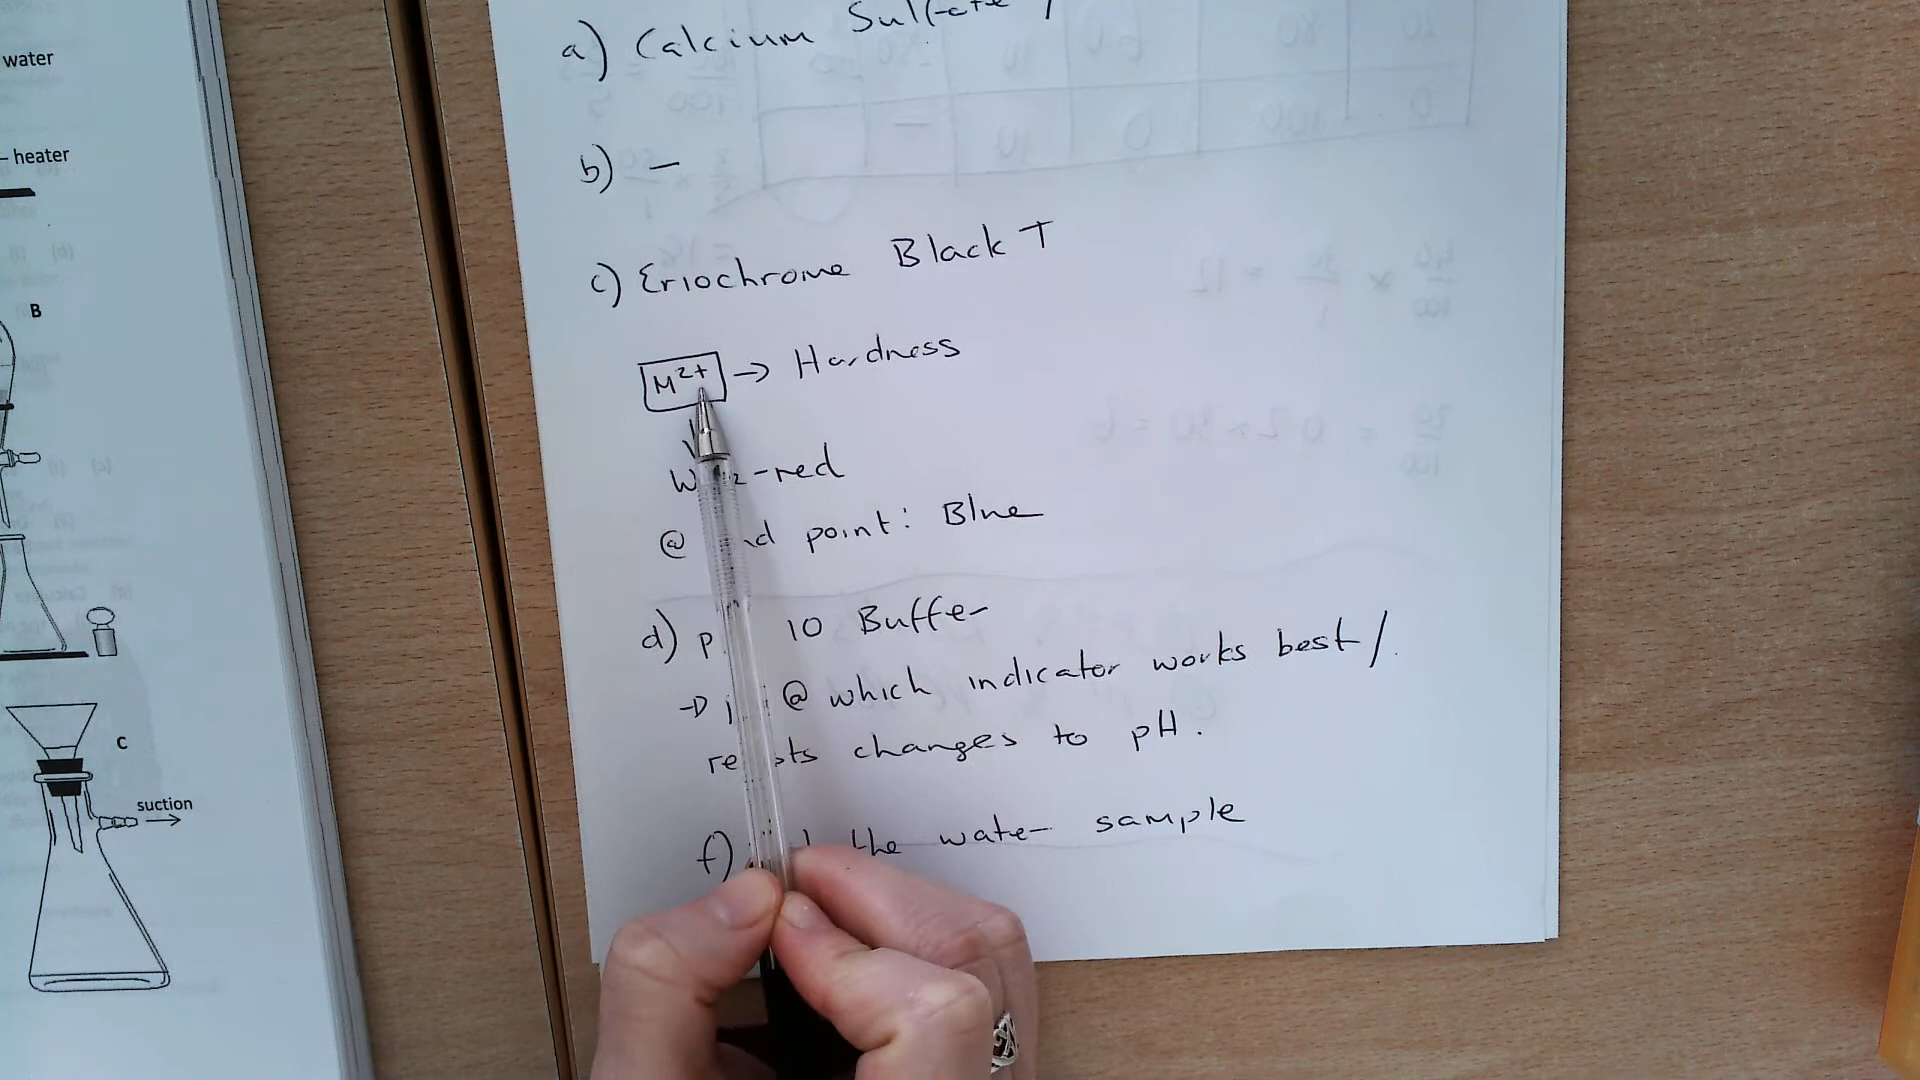 water
heater
B
C
suction
a) Calcium Sulfate /
b) –
c) Eriochrome Black T
M2+ → Hardness
-red
@ point: Blue
d) 10 Buffer
→ @ which indicator works best /
changes to pH.
f) the water sample